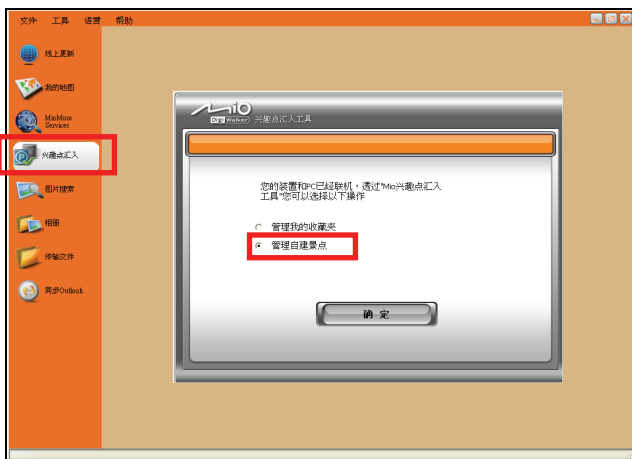 文件 工具 语言 帮助
线上更新
我的地图
MioMore
Services
兴趣点汇入
图片搜索
相册
传输文件
同步Outlook
Mio
DigiWalker 兴趣点汇入工具
您的装置和PC已经联机，透过"Mio兴趣点汇入
工具"您可以选择以下操作
管理我的收藏夹
管理自建景点
确 定